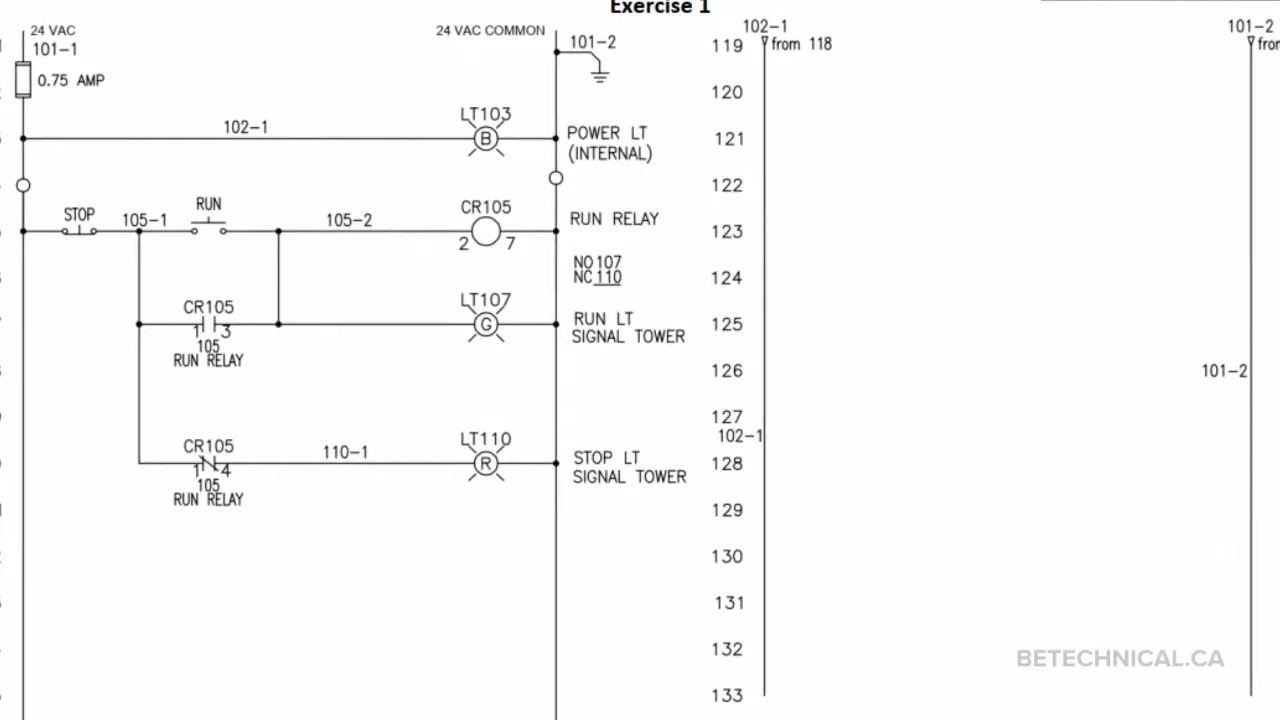 Exercise 1
24 VAC
24 VAC COMMON
102-1
101-2
101-1
101-2
119
from 118
0.75 AMP
120
LT103
102-1
B
POWER LT
(INTERNAL)
121
122
STOP
105-1
RUN
105-2
CR105
2
7
RUN RELAY
123
NO 107
NC 110
124
CR105
1
3
105
RUN RELAY
LT107
G
RUN LT
SIGNAL TOWER
125
126
101-2
127
102-1
CR105
1
4
105
RUN RELAY
110-1
LT110
R
STOP LT
SIGNAL TOWER
128
129
130
131
132
133
BETECHNICAL.CA